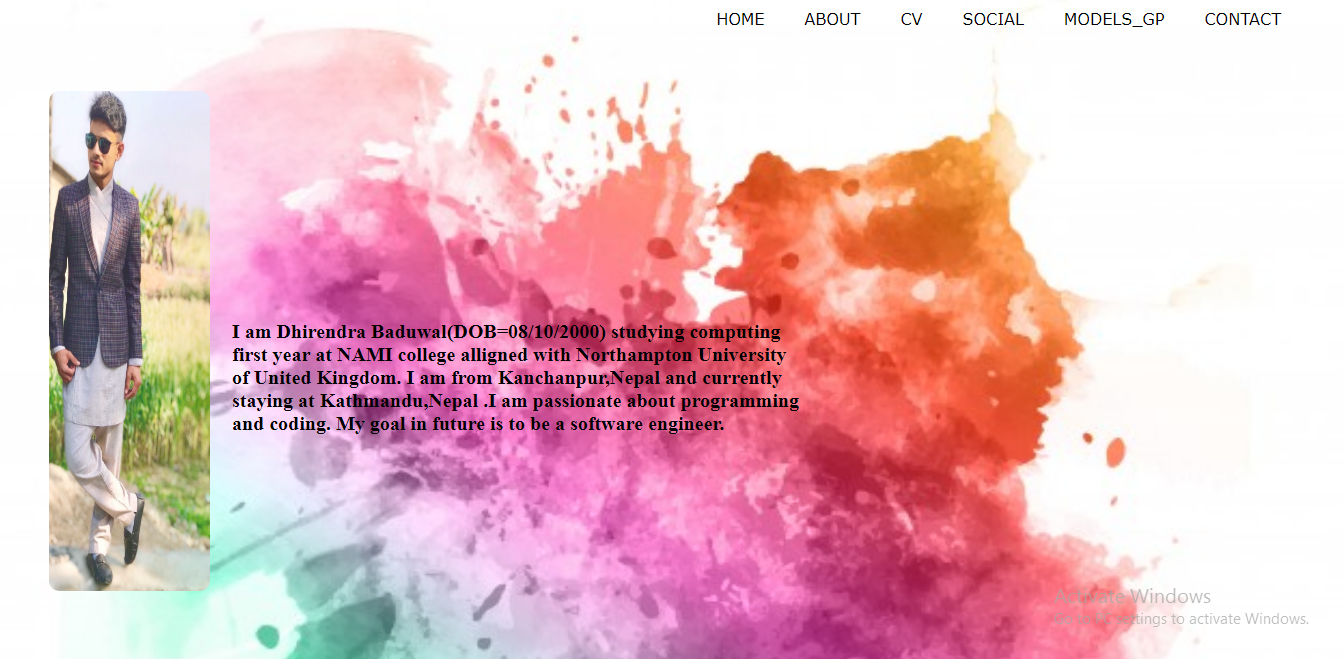 HOME ABOUT CV SOCIAL MODELS_GP CONTACT
I am Dhirendra Baduwal(DOB=08/10/2000) studying computing
first year at NAMI college alligned with Northampton University
of United Kingdom. I am from Kanchanpur,Nepal and currently
staying at Kathmandu,Nepal .I am passionate about programming
and coding. My goal in future is to be a software engineer.
Activate Windows
Go to PC settings to activate Windows.